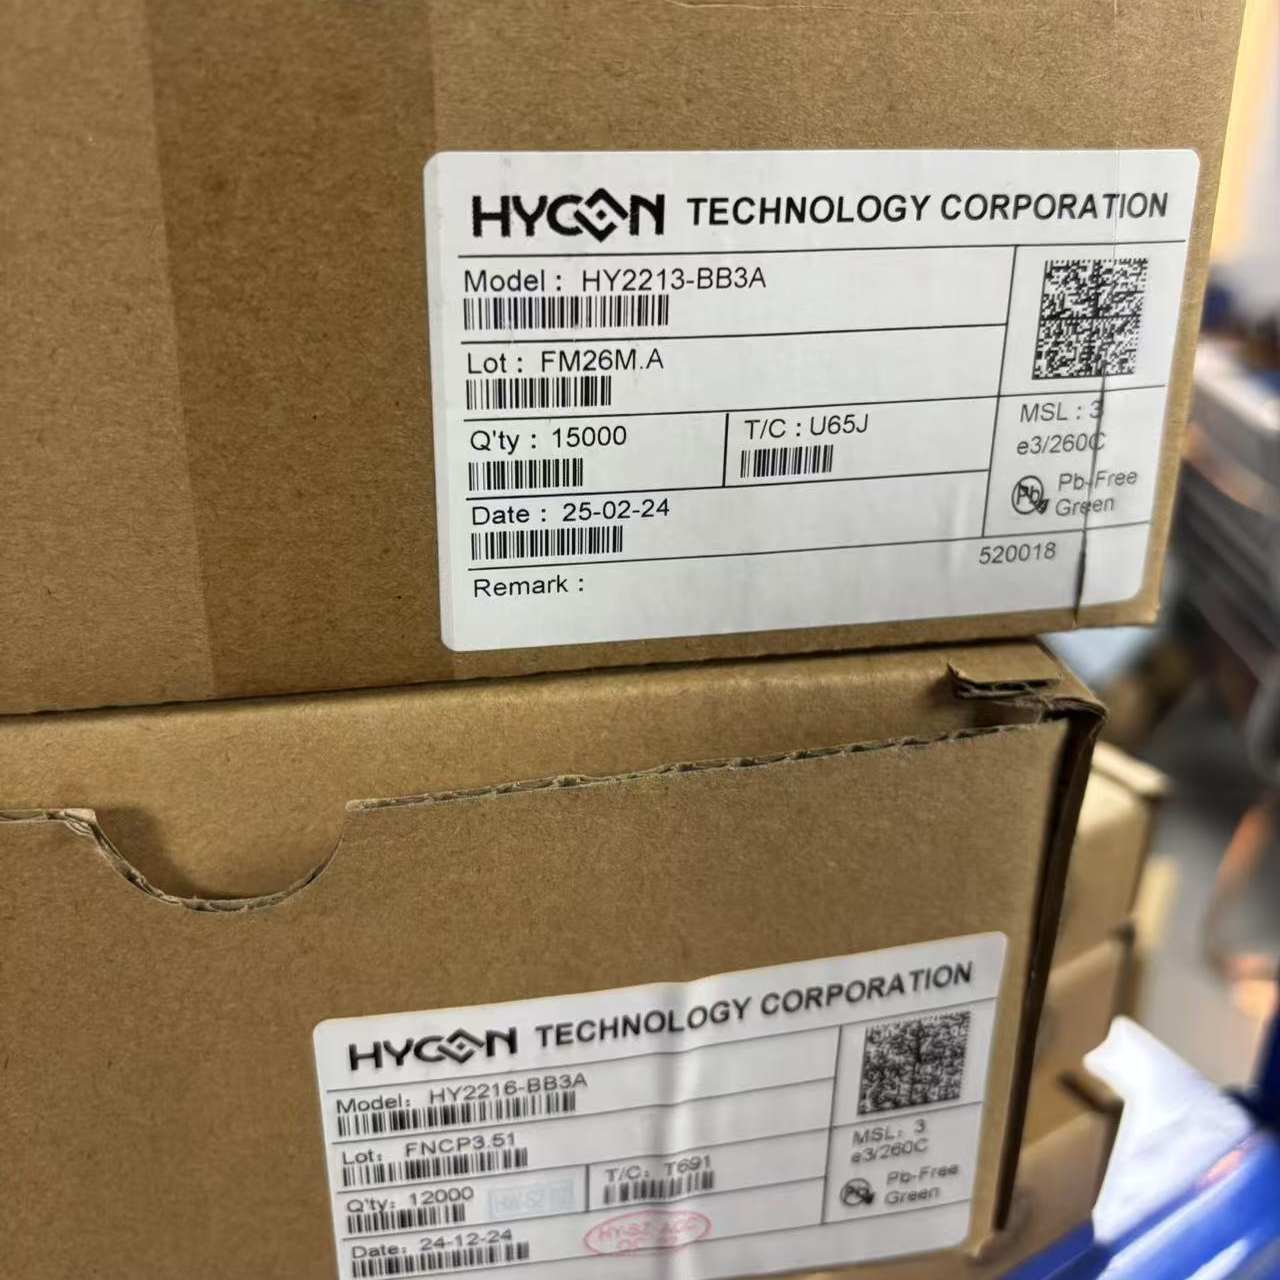 HYCON TECHNOLOGY CORPORATION
Model : HY2213-BB3A
Lot : FM26M.A
Q'ty : 15000
T/C : U65J
Date : 25-02-24
Remark :
MSL : 3
e3/260C
Pb Pb-Free
Green
520018
HYCON TECHNOLOGY CORPORATION
Model: HY2216-BB3A
Lot: FNCP3.51
Q'ty: 12000
T/C: T691
Date: 24-12-24
MSL: 3
e3/260C
Pb Pb-Free
Green